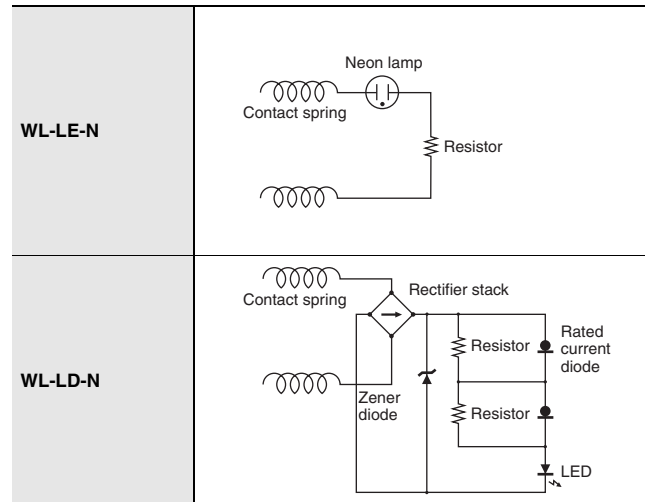 WL-LE-N
Neon lamp
Contact spring
Resistor
WL-LD-N
Contact spring
Rectifier stack
Resistor
Rated
current
diode
Zener
diode
Resistor
LED